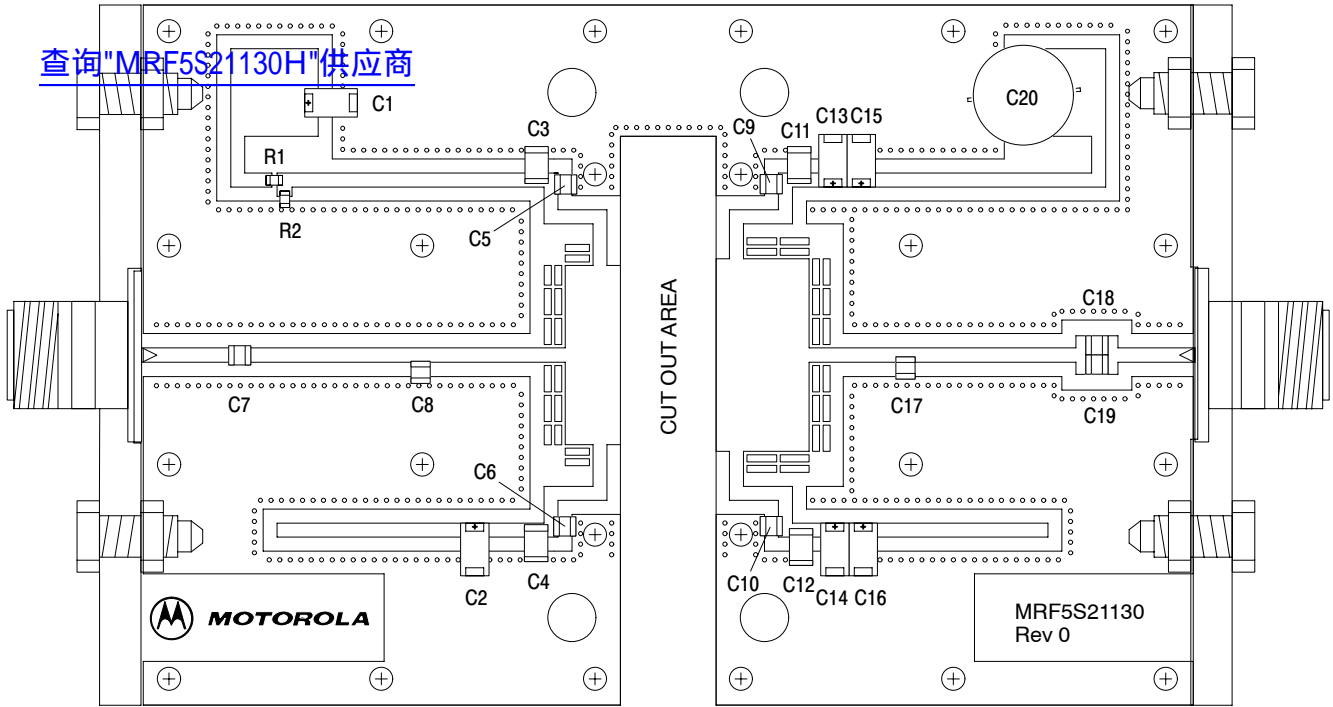 查询"MRF5S21130H"供应商
C1
C3
C9
C11
C13 C15
C20
R1
R2
C5
CUT OUT AREA
C18
C7
C8
C17
C19
C6
C2
C4
C10
C12
C14 C16
MOTOROLA
MRF5S21130
Rev 0